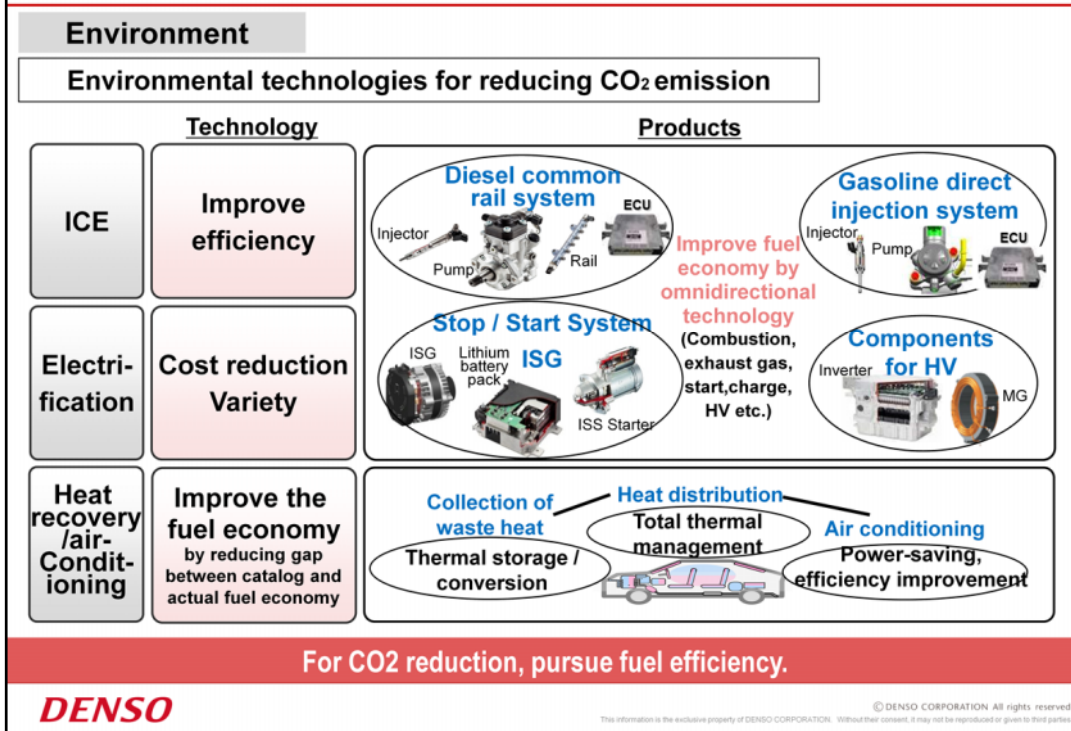 Environment
Environmental technologies for reducing CO2 emission
Technology
Products
ICE
Improve
efficiency
Diesel common
rail system
Injector
Pump
Rail
ECU
Improve fuel
economy by
omnidirectional
technology
(Combustion,
exhaust gas,
start,charge,
HV etc.)
Gasoline direct
injection system
Injector
Pump
ECU
Electri-
fication
Cost reduction
Variety
Stop / Start System
ISG
ISG
Lithium
battery
pack
ISS Starter
Components
for HV
Inverter
MG
Heat
recovery
/air-
Condit-
ioning
Improve the
fuel economy
by reducing gap
between catalog and
actual fuel economy
Collection of
waste heat
Thermal storage /
conversion
Heat distribution
Total thermal
management
Air conditioning
Power-saving,
efficiency improvement
For CO2 reduction, pursue fuel efficiency.
DENSO
© DENSO CORPORATION All rights reserved
This information is the exclusive property of DENSO CORPORATION. Without their consent, it may not be reproduced or given to third parties